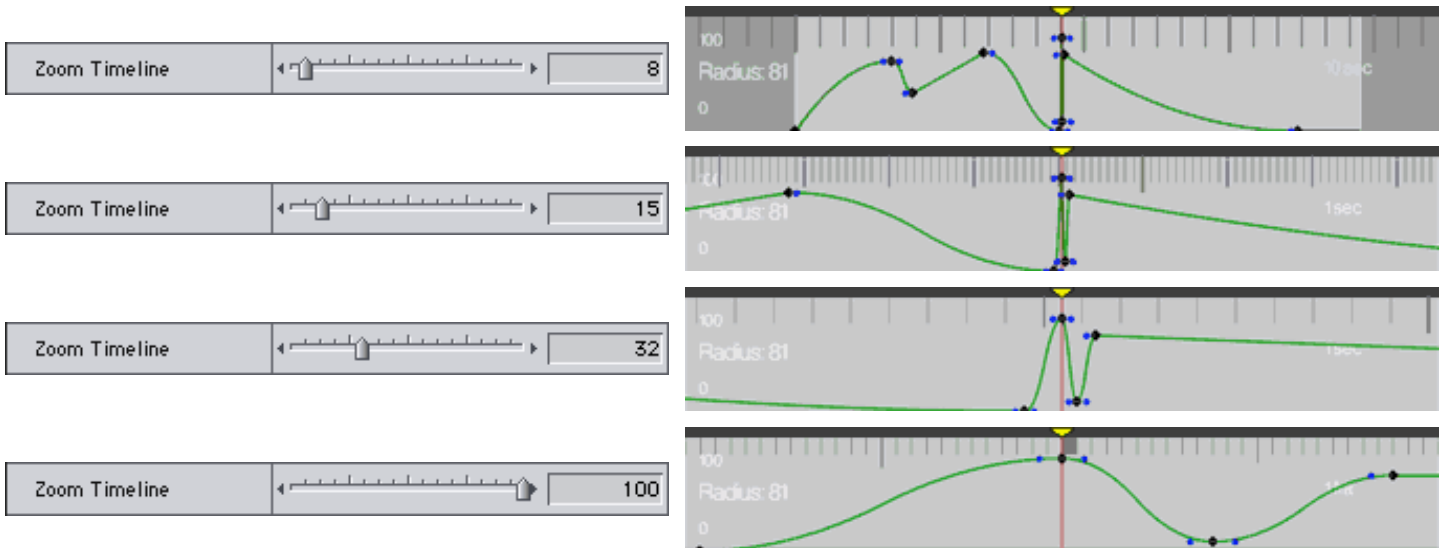 Zoom Timeline 8
100
Radius: 81
10 sec
0
Zoom Timeline 15
100
Radius: 81
1sec
0
Zoom Timeline 32
100
Radius: 81
1sec
0
Zoom Timeline 100
100
Radius: 81
0